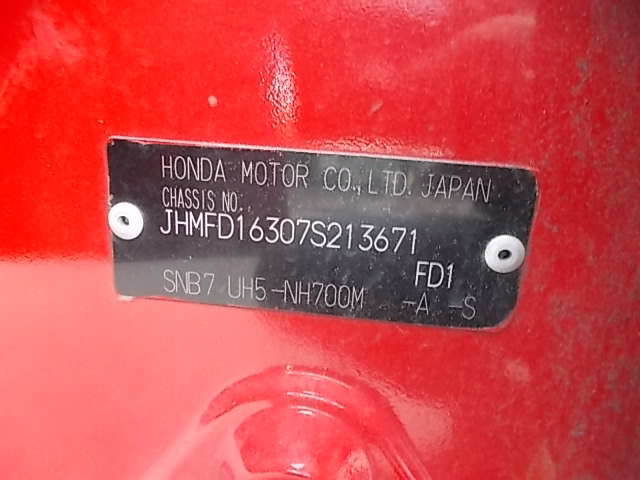 HONDA MOTOR CO., LTD. JAPAN
CHASSIS NO.
JHMFD16307S213671
FD1
SNB7 UH5-NH700M -A -S